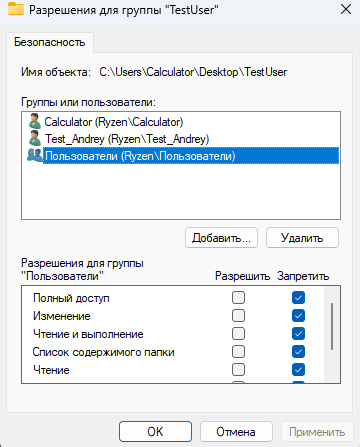 Разрешения для группы "TestUser"
Безопасность
Имя объекта: C:\Users\Calculator\Desktop\TestUser
Группы или пользователи:
Calculator (Ryzen\Calculator)
Test_Andrey (Ryzen\Test_Andrey)
Пользователи (Ryzen\Пользователи)
Добавить... Удалить
Разрешения для группы
"Пользователи" Разрешить Запретить
Полный доступ
Изменение
Чтение и выполнение
Список содержимого папки
Чтение
OK Отмена Применить